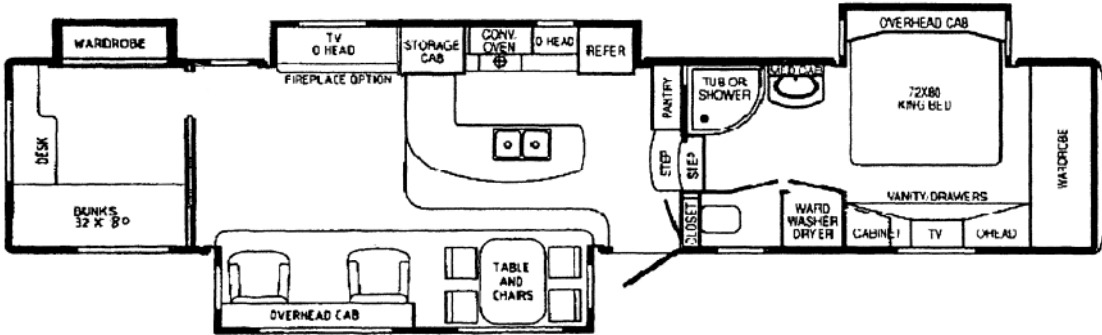 WARDROBE
DESK
BUNKS
32 X 80
TV
O HEAD
FIREPLACE OPTION
STORAGE
CAB
CONV.
OVEN
O HEAD
REFER
OVERHEAD CAB
TABLE
AND
CHAIRS
PANTRY
STEP
STEP
TUB OR
SHOWER
MED CAB
CLOSET
WARD
WASHER
DRYER
OVERHEAD CAB
72X80
KING BED
VANITY/DRAWERS
CABINET
TV
OHEAD
WARDROBE